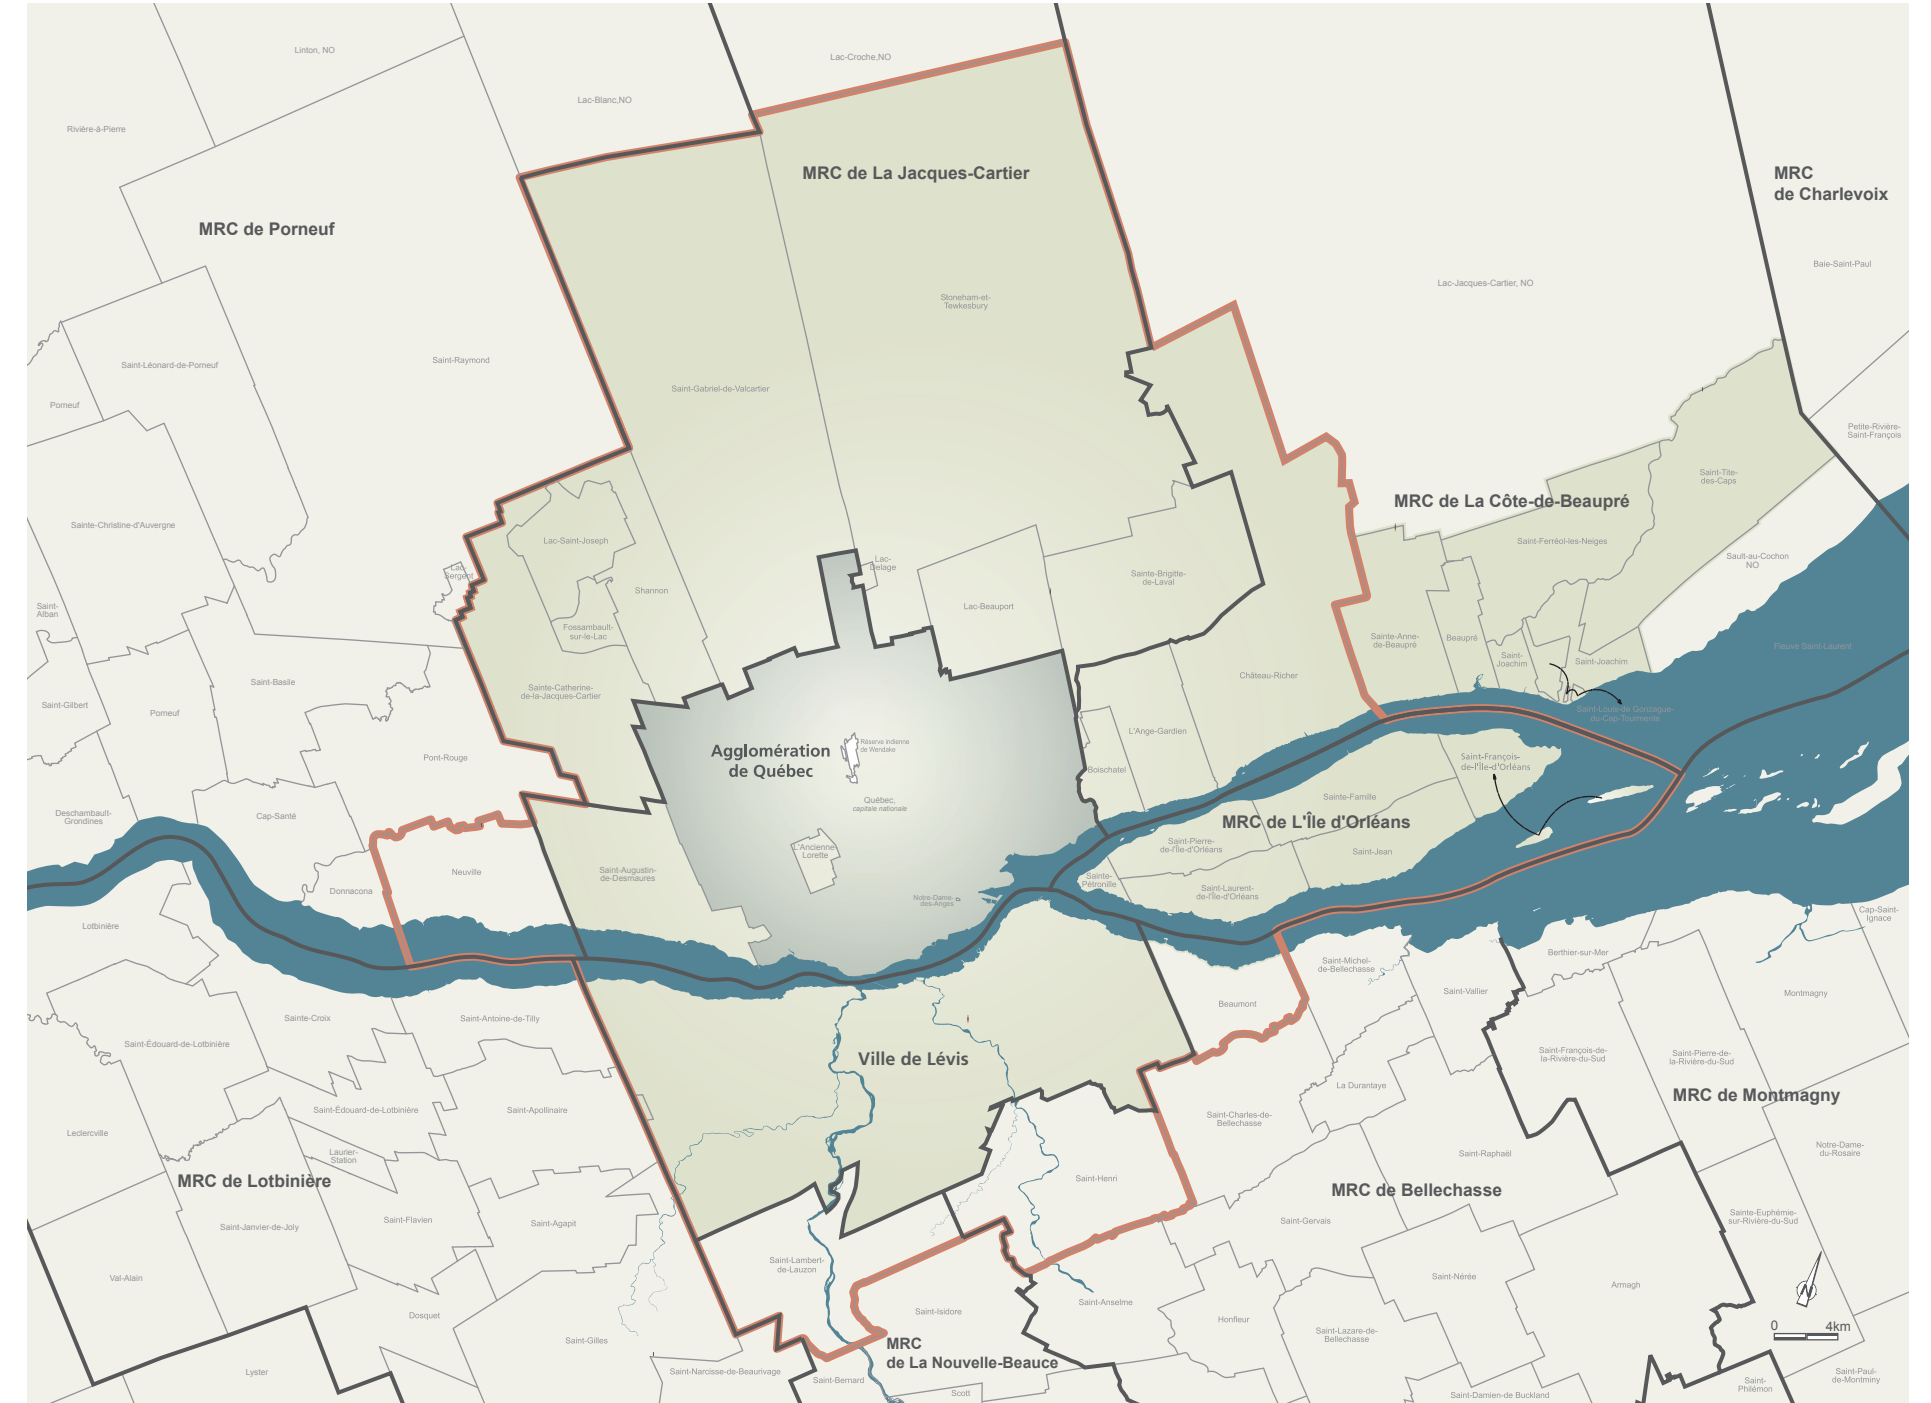 Linton, NO
Lac-Croche,NO
Lac-Blanc,NO
Rivière-à-Pierre
MRC de La Jacques-Cartier
MRC
de Charlevoix
MRC de Porneuf
Baie-Saint-Paul
Lac-Jacques-Cartier, NO
Stoneham-et-
Tewkesbury
Saint-Raymond
Saint-Léonard-de-Porneuf
Saint-Gabriel-de-Valcartier
Porneuf
Petite-Rivière-
Saint-François
Saint-Tite-
des-Caps
MRC de La Côte-de-Beaupré
Sainte-Christine-d'Auvergne
Lac-Saint-Joseph
Saint-Ferréol-les-Neiges
Sault-au-Cochon
NO
Lac-
Delage
Lac-
Sergent
Sainte-Brigitte-
de-Laval
Shannon
Lac-Beauport
Saint-
Alban
Fossambault-
sur-le-Lac
Sainte-Anne-
de-Beaupré
Beaupré
Saint-
Joachim
Saint-Joachim
Fleuve Saint-Laurent
Château-Richer
Saint-Basile
Sainte-Catherine-
de-la-Jacques-Cartier
Saint-Gilbert
Porneuf
Saint-Louis-de Gonzague-
du-Cap-Tourmente
L'Ange-Gardien
Réserve indienne
de Wendake
Agglomération
de Québec
Pont-Rouge
Saint-François-
de-l'Île-d'Orléans
Boischatel
Sainte-Famille
Québec,
capitale nationale
Deschambault-
Grondines
Cap-Santé
MRC de L'Île d'Orléans
Saint-Pierre-
de-l'Île-d'Orléans
Saint-Jean
L'Ancienne-
Lorette
Neuville
Saint-Augustin-
de-Desmaures
Sainte-
Pétronille
Donnacona
Saint-Laurent-
de-l'Île-d'Orléans
Notre-Dame-
des-Anges
Cap-Saint-
Ignace
Lotbinière
Berthier-sur-Mer
Saint-Michel-
de-Bellechasse
Saint-Vallier
Montmagny
Beaumont
Sainte-Croix
Saint-Antoine-de-Tilly
Saint-Édouard-de-Lotbinière
Ville de Lévis
Saint-François-de-
la-Rivière-du-Sud
Saint-Pierre-de-
la-Rivière-du-Sud
La Durantaye
MRC de Montmagny
Saint-Édouard-de-Lotbinière
Saint-Apollinaire
Saint-Charles-de-
Bellechasse
Leclercville
Laurier-
Station
Notre-Dame-
du-Rosaire
Saint-Raphaël
MRC de Lotbinière
Saint-Henri
MRC de Bellechasse
Saint-Janvier-de-Joly
Saint-Flavien
Saint-Agapit
Saint-Gervais
Sainte-Euphémie-
sur-Rivière-du-Sud
Saint-Lambert-
de-Lauzon
Val-Alain
Saint-Nérée
Armagh
N
Saint-Anselme
Saint-Isidore
Dosquet
Honfleur
0 4km
Saint-Gilles
Saint-Lazare-de-
Bellechasse
MRC
de La Nouvelle-Beauce
Lyster
Saint-Narcisse-de-Beaurivage
Saint-Bernard
Scott
Saint-Damien-de Buckland
Saint-
Philémon
Saint-Paul-
de-Montminy